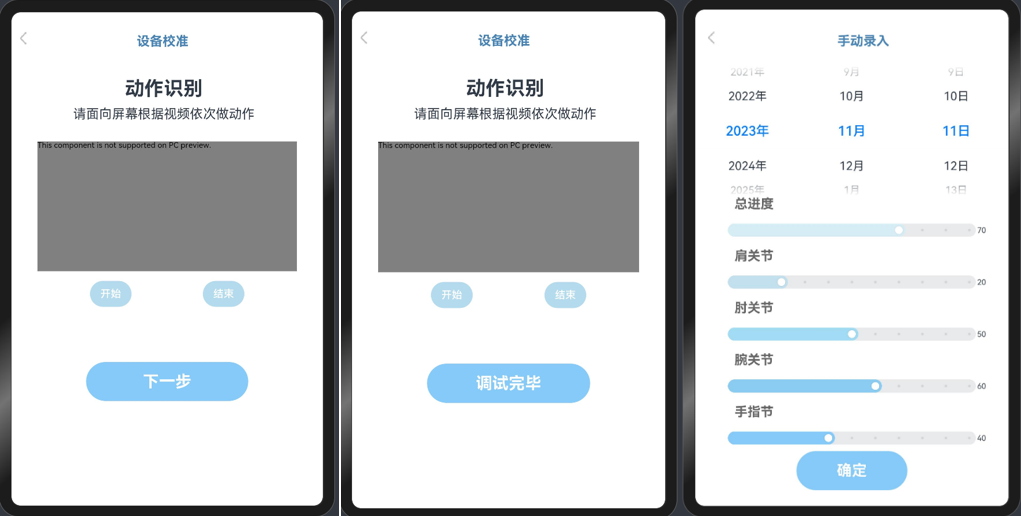 设备校准
动作识别
请面向屏幕根据视频依次做动作
This component is not supported on PC preview.
开始
结束
下一步
设备校准
动作识别
请面向屏幕根据视频依次做动作
This component is not supported on PC preview.
开始
结束
调试完毕
手动录入
2021年 9月 9日
2022年 10月 10日
2023年 11月 11日
2024年 12月 12日
2025年 1月 13日
总进度
70
肩关节
20
肘关节
50
腕关节
60
手指节
40
确定